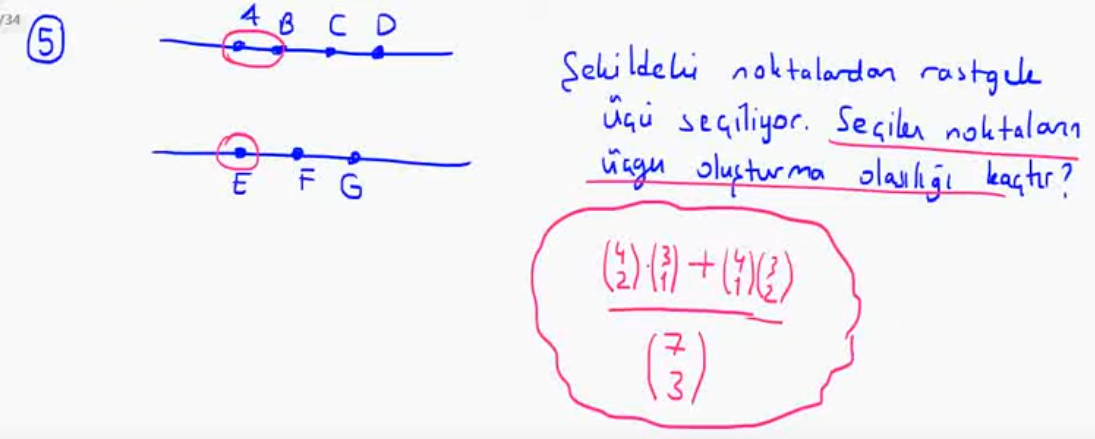 /34
5
A B C D
E F G
Şekildeki noktalardan rastgele
üçü seçiliyor. Seçilen noktaların
üçgen oluşturma olasılığı kaçtır?
(4 2)·(3 1) + (4 1)(3 2)
(7 3)